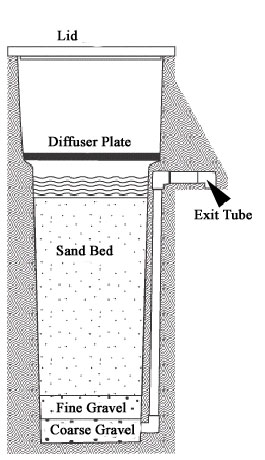 Lid
Diffuser Plate
Exit Tube
Sand Bed
Fine Gravel
Coarse Gravel